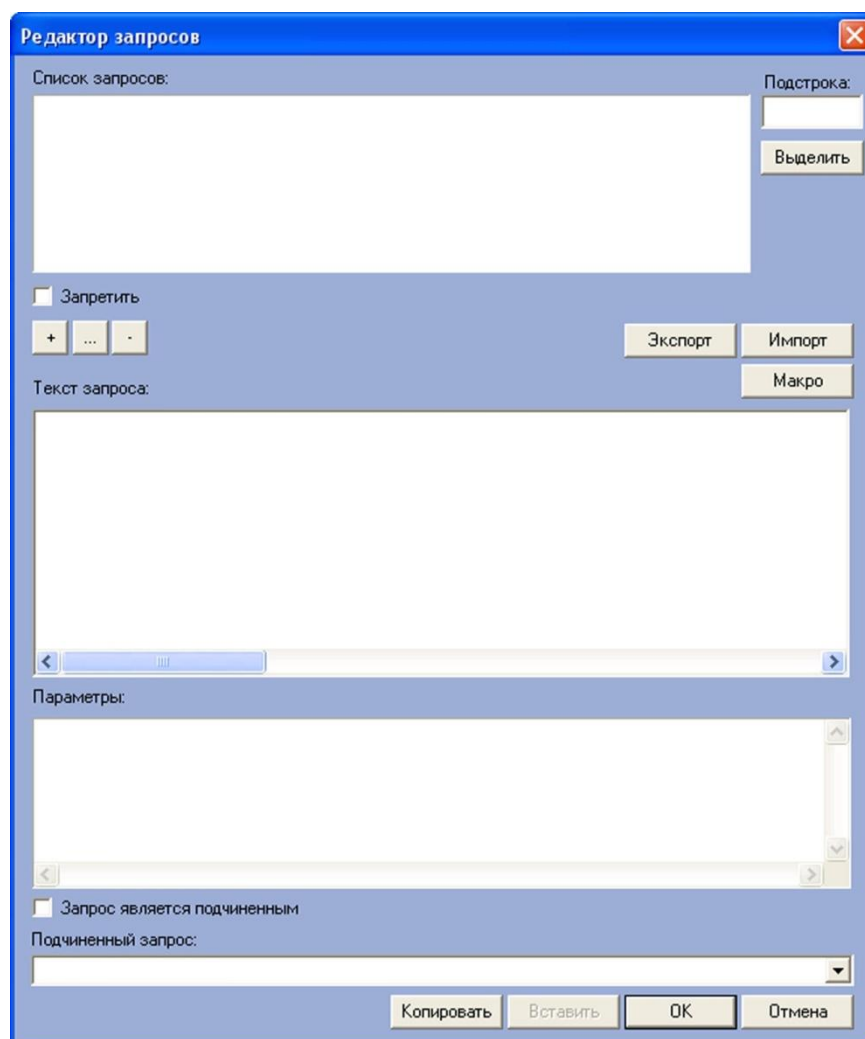 Редактор запросов
Список запросов:
Подстрока:
Выделить
Запретить
+ ... -
Экспорт Импорт
Макро
Текст запроса:
Параметры:
Запрос является подчиненным
Подчиненный запрос:
Копировать Вставить OK Отмена